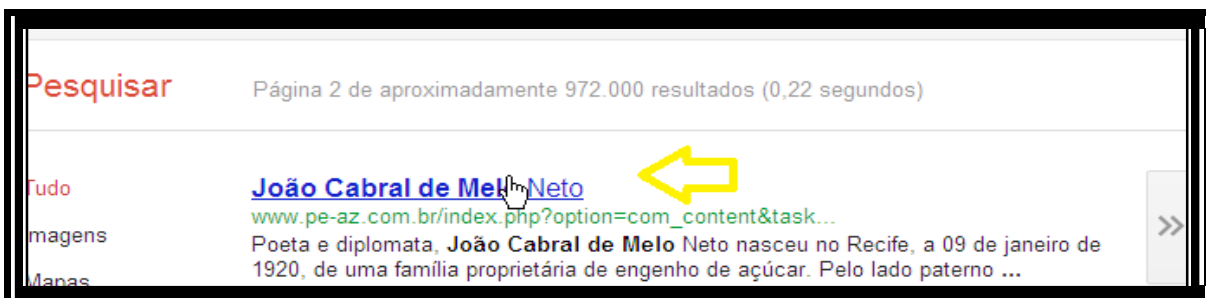 Pesquisar
Página 2 de aproximadamente 972.000 resultados (0,22 segundos)
Tudo
João Cabral de Melo Neto
www.pe-az.com.br/index.php?option=com_content&task...
Imagens
Poeta e diplomata, João Cabral de Melo Neto nasceu no Recife, a 09 de janeiro de
1920, de uma família proprietária de engenho de açúcar. Pelo lado paterno ...
Mapas
»